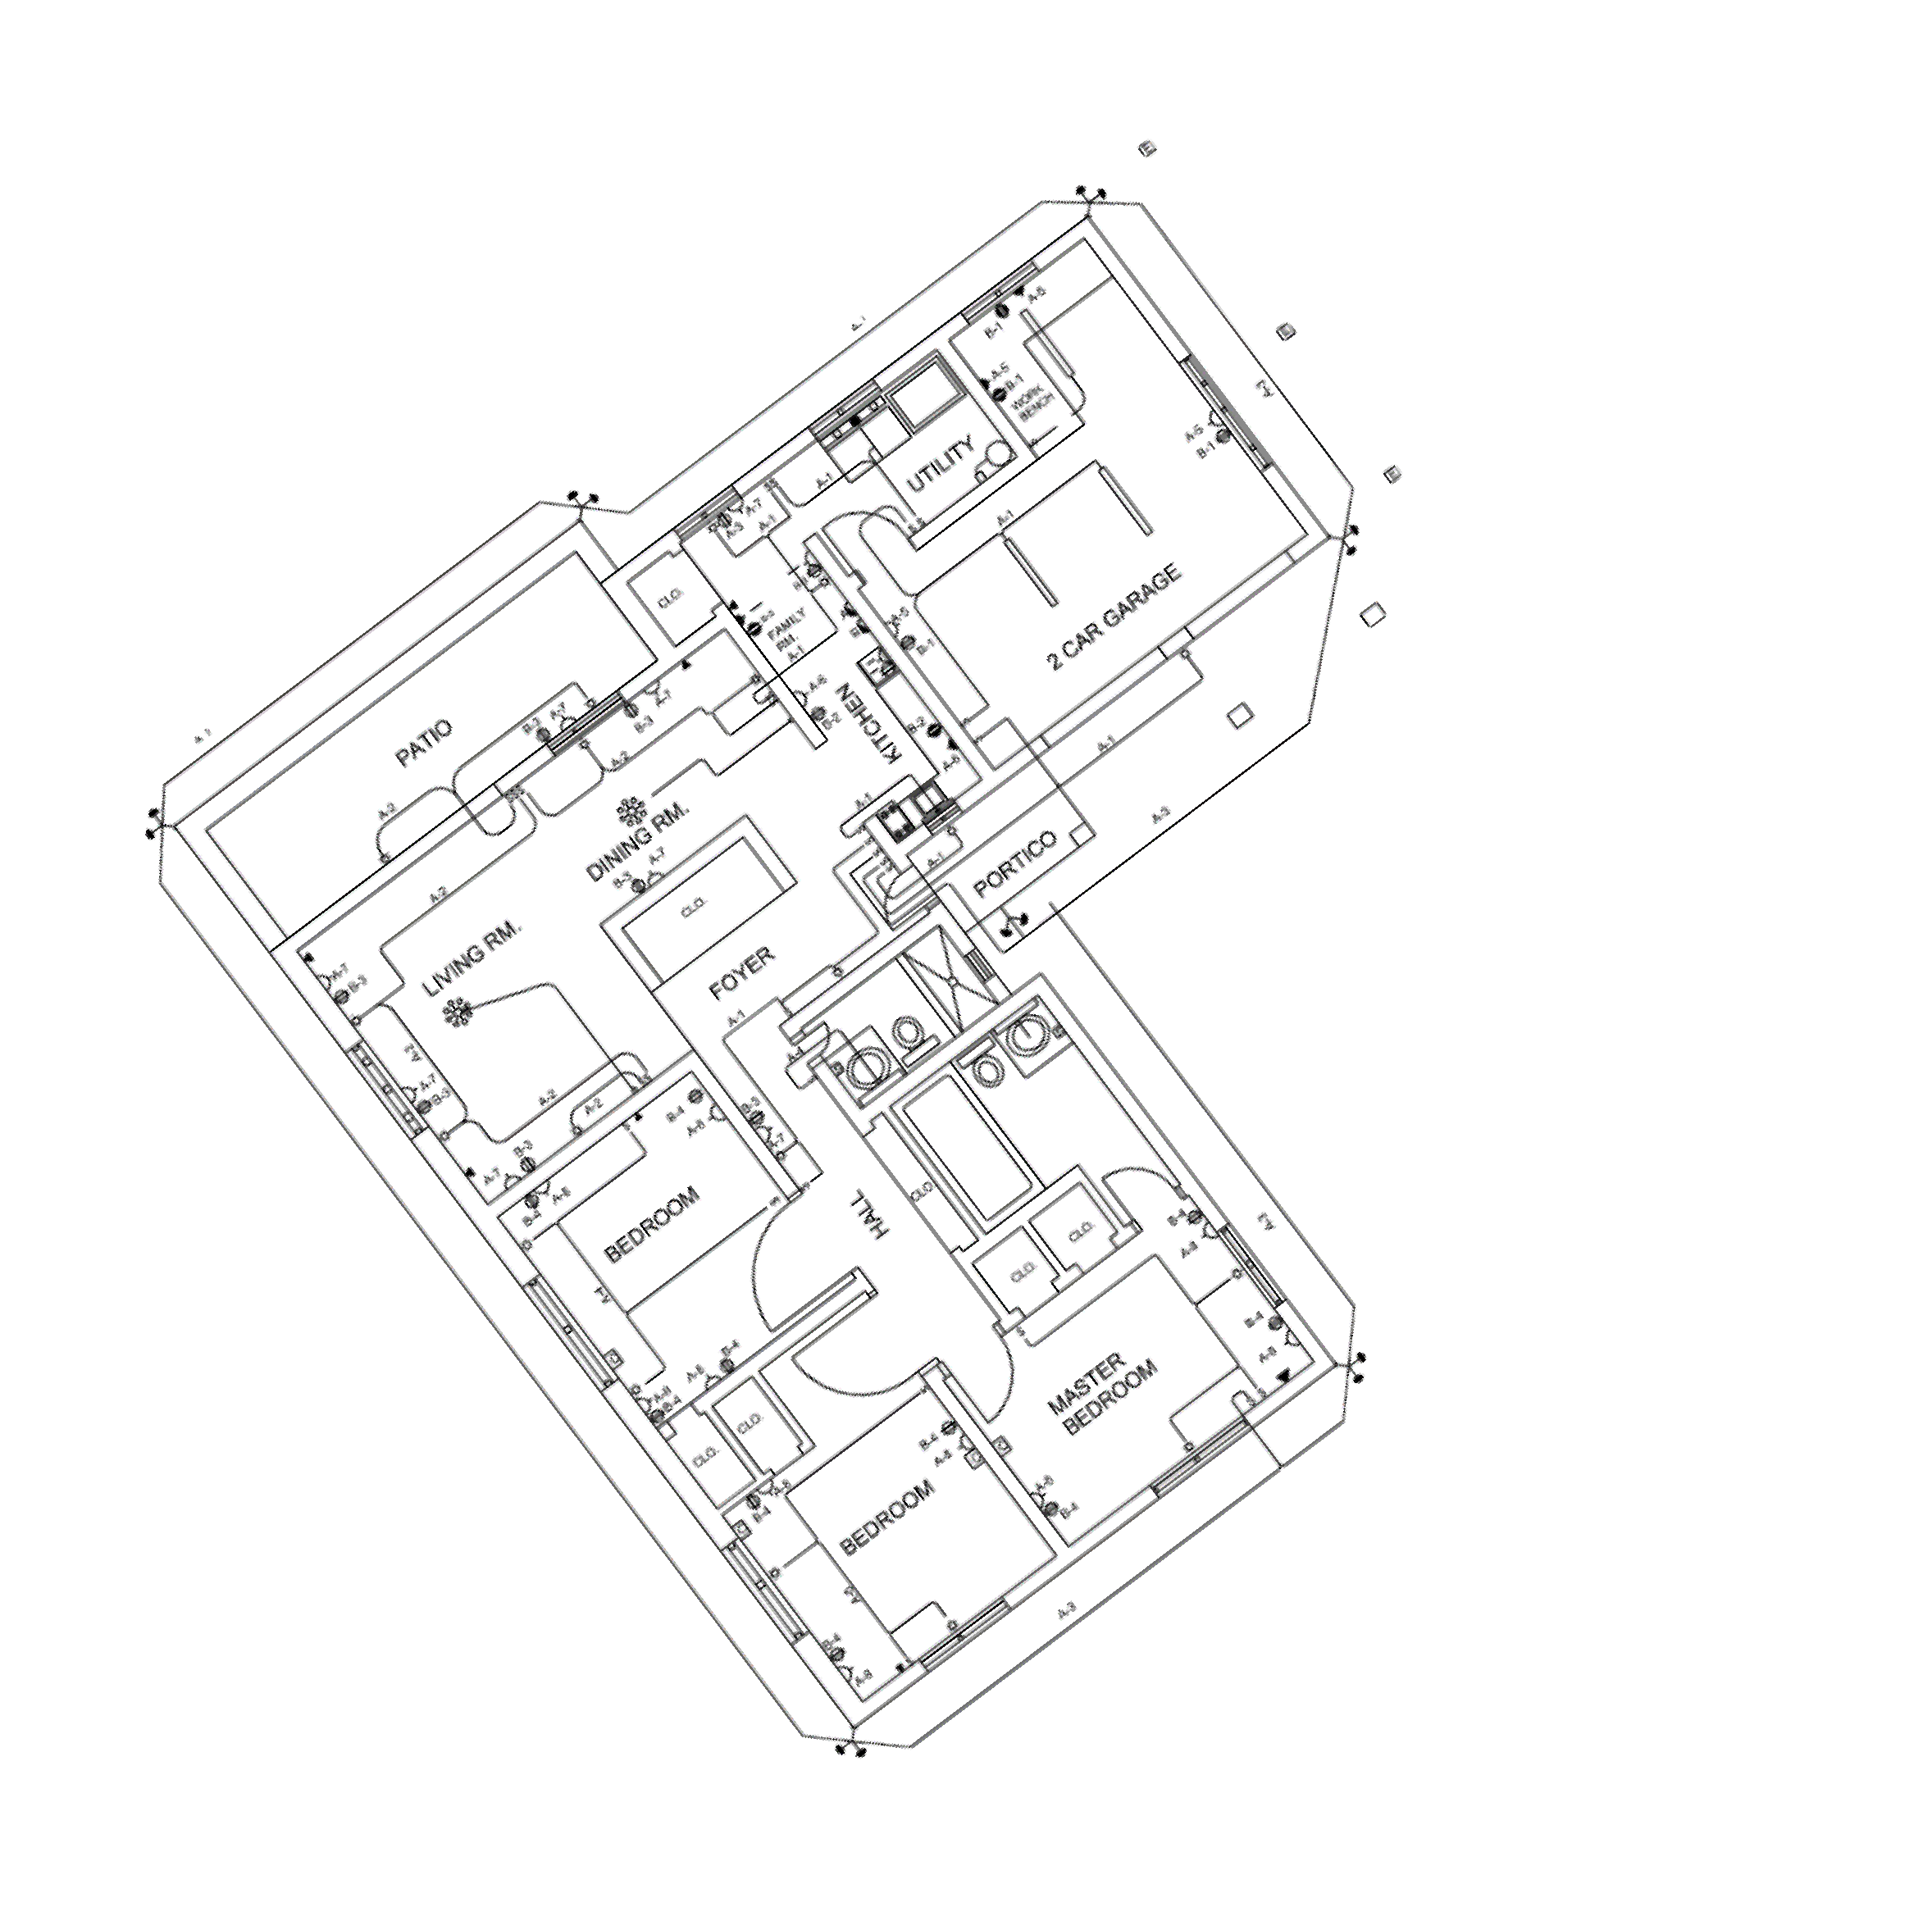 A-1
A-5
B-1
A-5
B-1
WORK
BENCH
UTILITY
A-5
B-1
A-1
A-7
A-1
A-1
2 CAR GARAGE
CLO.
FAMILY
RM.
A-1
A-5
B-1
KITCHEN
B-2
A-6
B-2
PATIO
B-3
A-7
A-7
B-3
A-2
A-2
A-1
A-1
A-3
A-1
PORTICO
DINING RM.
B-3
A-7
CLO.
A-2
LIVING RM.
FOYER
A-7
B-3
A-1
A-2
A-7
B-3
A-2
A-2
B-3
A-7
B-4
A-8
B-3
A-7
B-4
A-8
BEDROOM
HALL
CLO.
CLO.
CLO.
B-4
A-8
B-4
A-8
MASTER
BEDROOM
A-8
B-4
A-8
B-4
CLO.
CLO.
B-4
A-8
B-4
BEDROOM
A-8
B-4
B-4
A-8
A-3